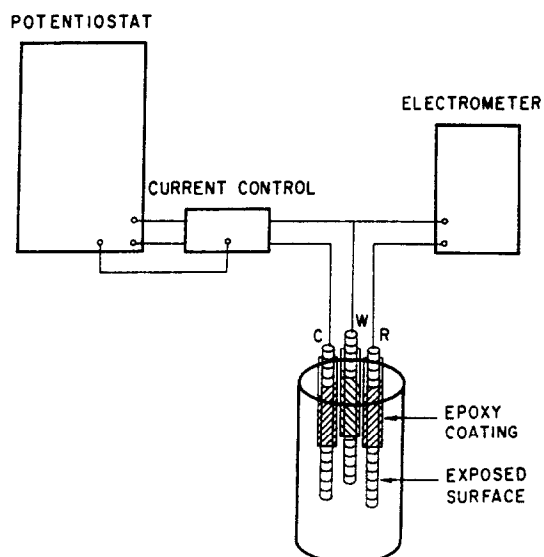 POTENTIOSTAT
ELECTROMETER
CURRENT CONTROL
C
W
R
EPOXY
COATING
EXPOSED
SURFACE